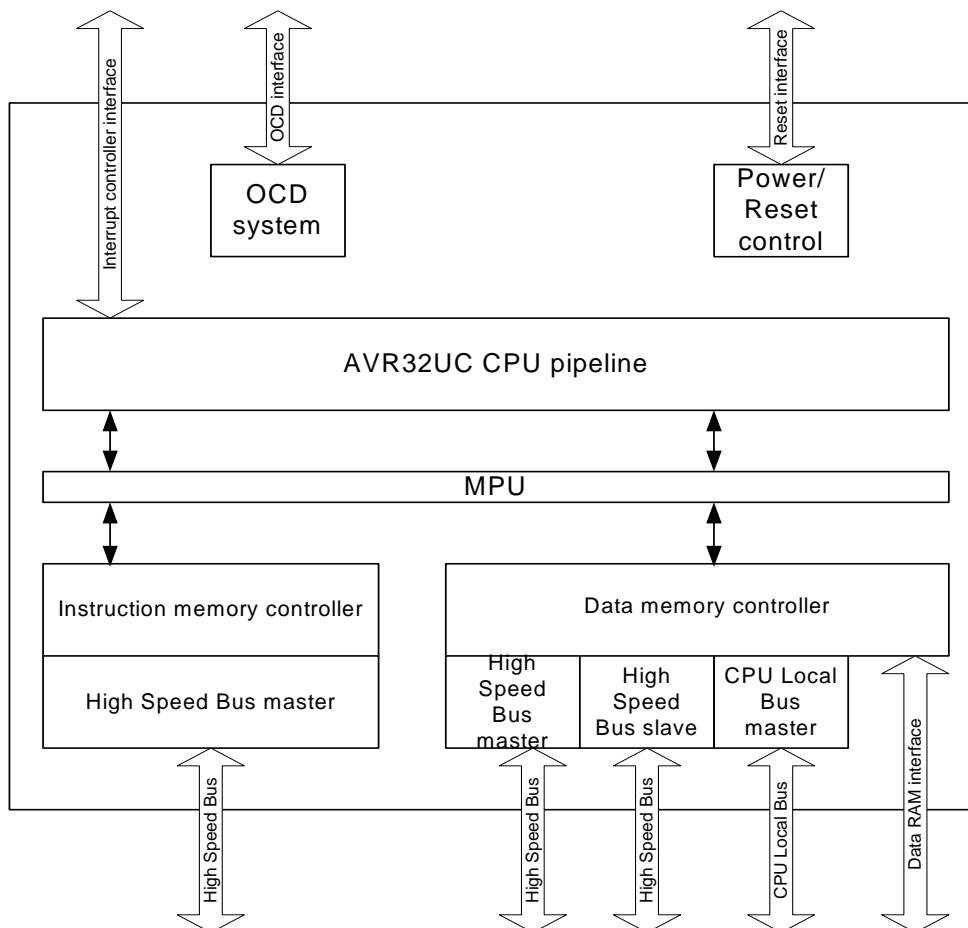 Interrupt controller interface
OCD interface
Reset interface
OCD
system
Power/
Reset
control
AVR32UC CPU pipeline
MPU
Instruction memory controller
Data memory controller
High Speed Bus master
High
Speed
Bus
master
High
Speed
Bus slave
CPU Local
Bus
master
High Speed Bus
High Speed Bus
High Speed Bus
CPU Local Bus
Data RAM interface